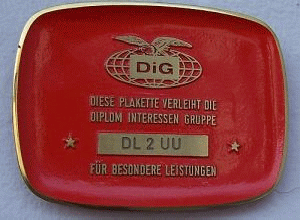 DiG
DIESE PLAKETTE VERLEIHT DIE
DIPLOM INTERESSEN GRUPPE
DL 2 UU
FÜR BESONDERE LEISTUNGEN